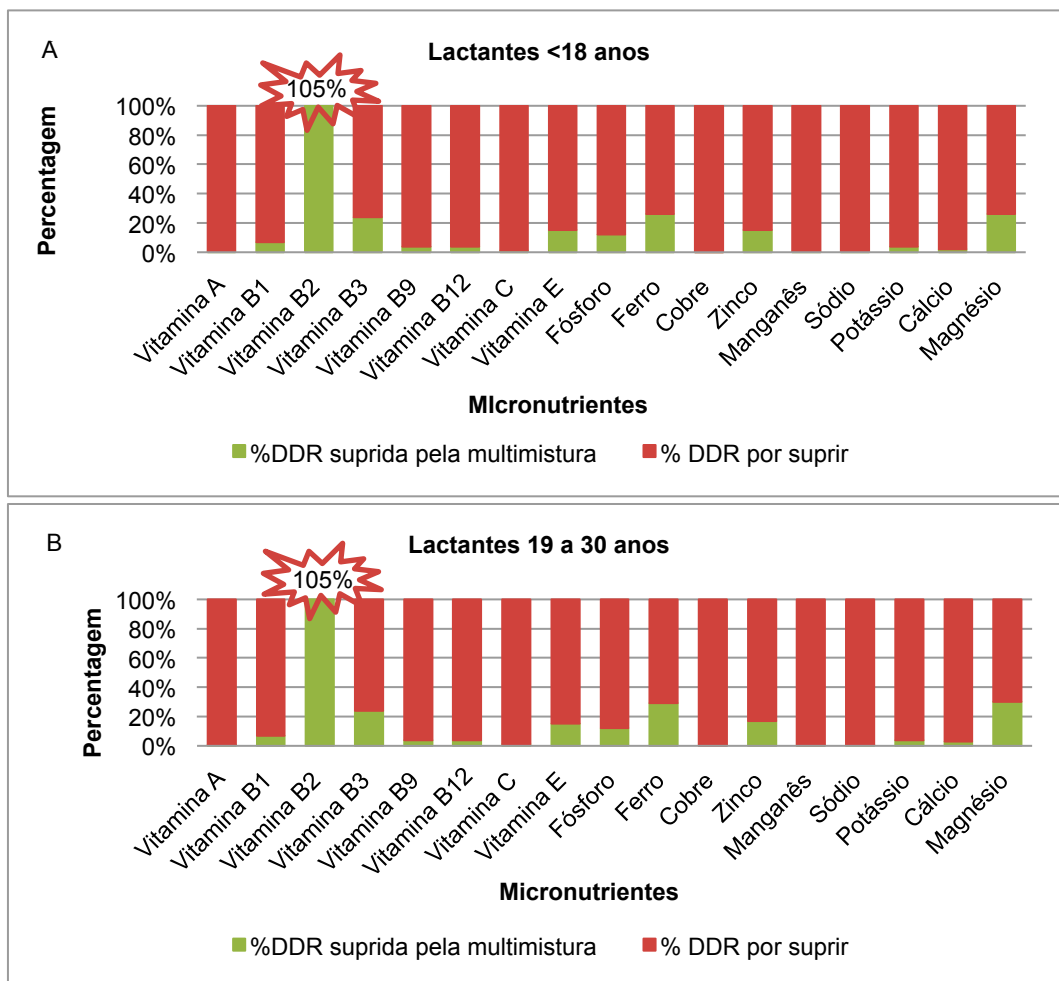 A
Lactantes <18 anos
105%
Percentagem
100%
80%
60%
40%
20%
0%
Vitamina A
Vitamina B1
Vitamina B2
Vitamina B3
Vitamina B9
Vitamina B12
Vitamina C
Vitamina E
Fósforo
Ferro
Cobre
Zinco
Manganês
Sódio
Potássio
Cálcio
Magnésio
MIcronutrientes
%DDR suprida pela multimistura
% DDR por suprir
B
Lactantes 19 a 30 anos
105%
Percentagem
100%
80%
60%
40%
20%
0%
Vitamina A
Vitamina B1
Vitamina B2
Vitamina B3
Vitamina B9
Vitamina B12
Vitamina C
Vitamina E
Fósforo
Ferro
Cobre
Zinco
Manganês
Sódio
Potássio
Cálcio
Magnésio
Micronutrientes
%DDR suprida pela multimistura
% DDR por suprir